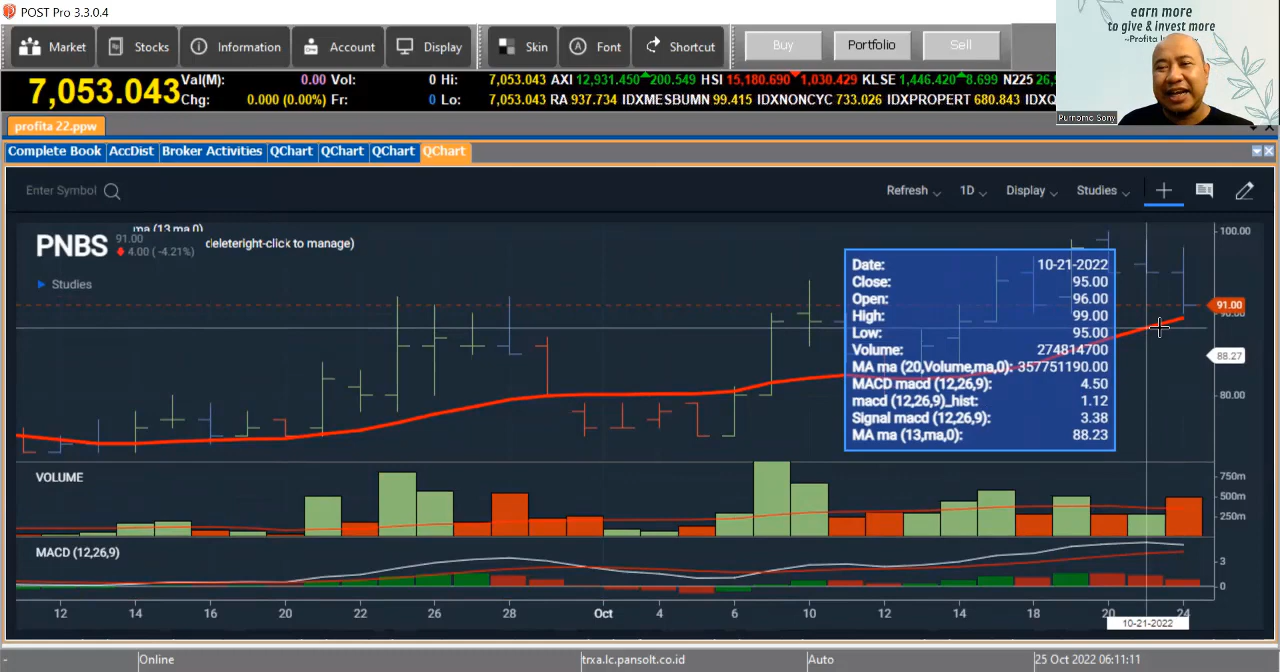 POST Pro 3.3.0.4
Market Stocks Information Account Display Skin Font Shortcut Buy Portfolio Sell
earn more
to give & invest more
Purnomo Sony
7,053.043 Val(M): 0.00 Vol: 0 Hi: 7,053.043 AXJ 12,931.450 200.549 HSI 15,180.690 1,030.429 KLSE 1,446.420 8.699 N225
Chg: 0.000 (0.00%) Fr: 0 Lo: 7,053.043 RA 937.734 IDXMESBUMN 99.415 IDXNONCYC 733.026 IDXPROPERT 680.843
profita 22.ppw
Complete Book AccDist Broker Activities QChart QChart QChart QChart
Enter Symbol Refresh 1D Display Studies
ma (13,ma,0)
PNBS 91.00 4.00 ( -4.21%)
deleteright-click to manage)
Studies
Date: 10-21-2022
Close: 95.00
Open: 96.00
High: 99.00
Low: 95.00
Volume: 274814700
MA ma (20,Volume,ma,0): 357751190.00
MACD macd (12,26,9): 4.50
macd (12,26,9)_hist: 1.12
Signal macd (12,26,9): 3.38
MA ma (13,ma,0): 88.23
100.00
91.00
90.00
88.27
80.00
VOLUME
750m
500m
250m
MACD (12,26,9)
3
0
12 14 16 20 22 26 28 Oct 4 6 10 12 14 18 20 24
10-21-2022
- Online trxa.lc.pansolt.co.id Auto 25 Oct 2022 06:11:11